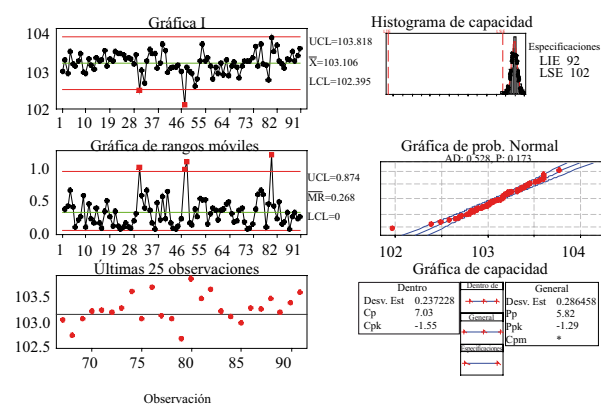 Gráfica I
104
103
102
UCL=103.818
X=103.106
LCL=102.395
1 10 19 28 37 46 55 64 73 82 91
Gráfica de rangos móviles
1.0
0.5
0.0
UCL=0.874
MR=0.268
LCL=0
1 10 19 28 37 46 55 64 73 82 91
Últimas 25 observaciones
103.5
103.0
102.5
70 75 80 85 90
Observación
Histograma de capacidad
Especificaciones
LIE 92
LSE 102
Gráfica de prob. Normal
AD: 0.528, P: 0.173
102 103 104
Gráfica de capacidad
Dentro
Desv. Est 0.237228
Cp 7.03
Cpk -1.55
Dentro de
General
Especificaciones
General
Desv. Est 0.286458
Pp 5.82
Ppk -1.29
Cpm *